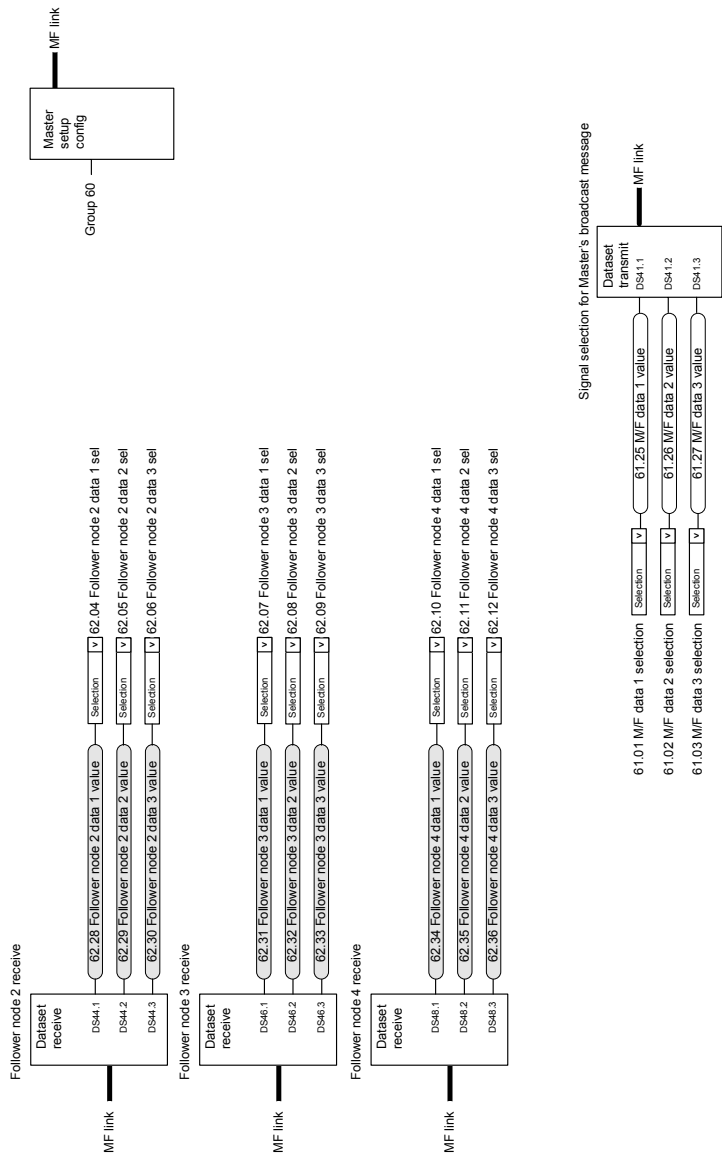 Follower node 2 receive
Dataset
receive
MF link
DS44.1
62.28 Follower node 2 data 1 value
Selection
v
62.04 Follower node 2 data 1 sel
DS44.2
62.29 Follower node 2 data 2 value
Selection
v
62.05 Follower node 2 data 2 sel
DS44.3
62.30 Follower node 2 data 3 value
Selection
v
62.06 Follower node 2 data 3 sel
Follower node 3 receive
Dataset
receive
MF link
DS46.1
62.31 Follower node 3 data 1 value
Selection
v
62.07 Follower node 3 data 1 sel
DS46.2
62.32 Follower node 3 data 2 value
Selection
v
62.08 Follower node 3 data 2 sel
DS46.3
62.33 Follower node 3 data 3 value
Selection
v
62.09 Follower node 3 data 3 sel
Follower node 4 receive
Dataset
receive
MF link
DS48.1
62.34 Follower node 4 data 1 value
Selection
v
62.10 Follower node 4 data 1 sel
DS48.2
62.35 Follower node 4 data 2 value
Selection
v
62.11 Follower node 4 data 2 sel
DS48.3
62.36 Follower node 4 data 3 value
Selection
v
62.12 Follower node 4 data 3 sel
Group 60
Master
setup
config
MF link
Signal selection for Master's broadcast message
Dataset
transmit
61.01 M/F data 1 selection
Selection
v
61.25 M/F data 1 value
DS41.1
MF link
61.02 M/F data 2 selection
Selection
v
61.26 M/F data 2 value
DS41.2
61.03 M/F data 3 selection
Selection
v
61.27 M/F data 3 value
DS41.3